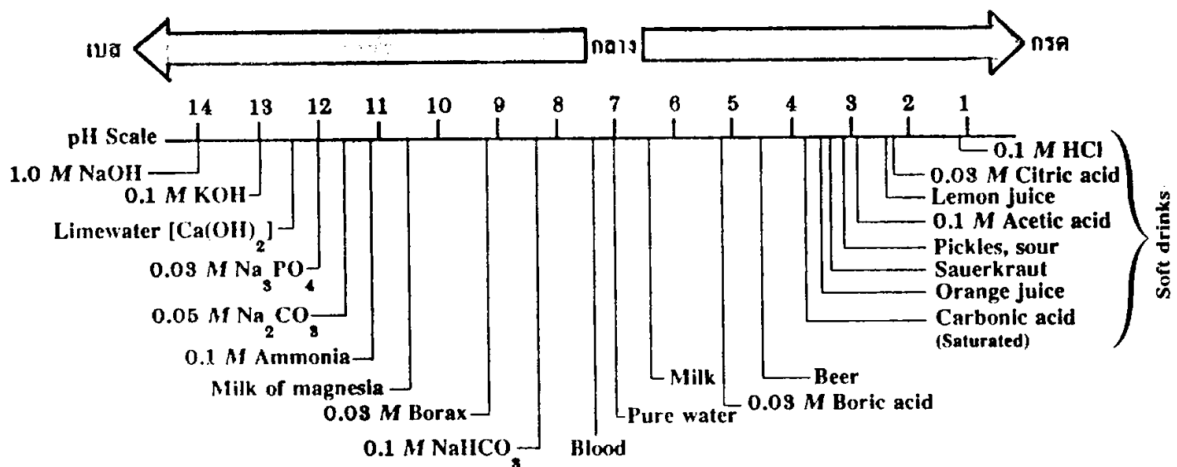 เบส กลาง กรด
14 13 12 11 10 9 8 7 6 5 4 3 2 1
pH Scale
1.0 M NaOH
0.1 M KOH
Limewater [Ca(OH)2]
0.03 M Na3PO4
0.05 M Na2CO3
0.1 M Ammonia
Milk of magnesia
0.03 M Borax
0.1 M NaHCO3
Blood
Pure water
Milk
0.03 M Boric acid
Beer
0.1 M HCl
0.03 M Citric acid
Lemon juice
0.1 M Acetic acid
Pickles, sour
Sauerkraut
Orange juice
Carbonic acid
(Saturated)
Soft drinks